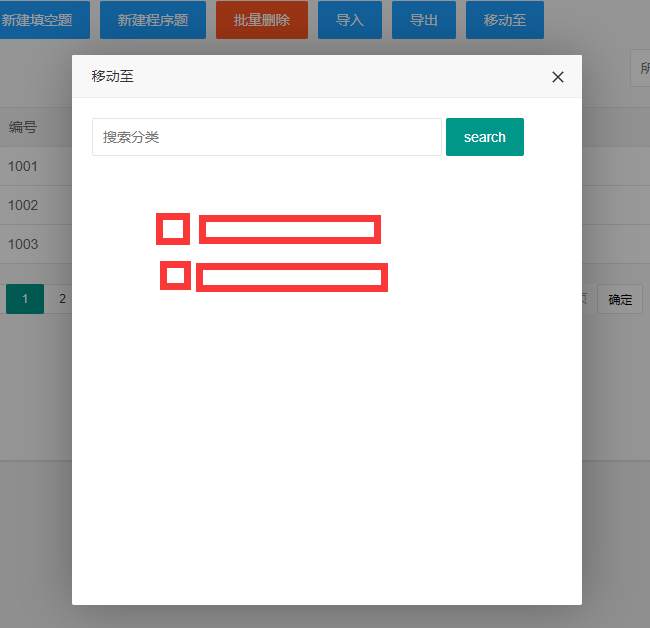 新建填空题 新建程序题 批量删除 导入 导出 移动至
移动至
所
编号
搜索分类 search
1001
1002
1003
1 2 页 确定